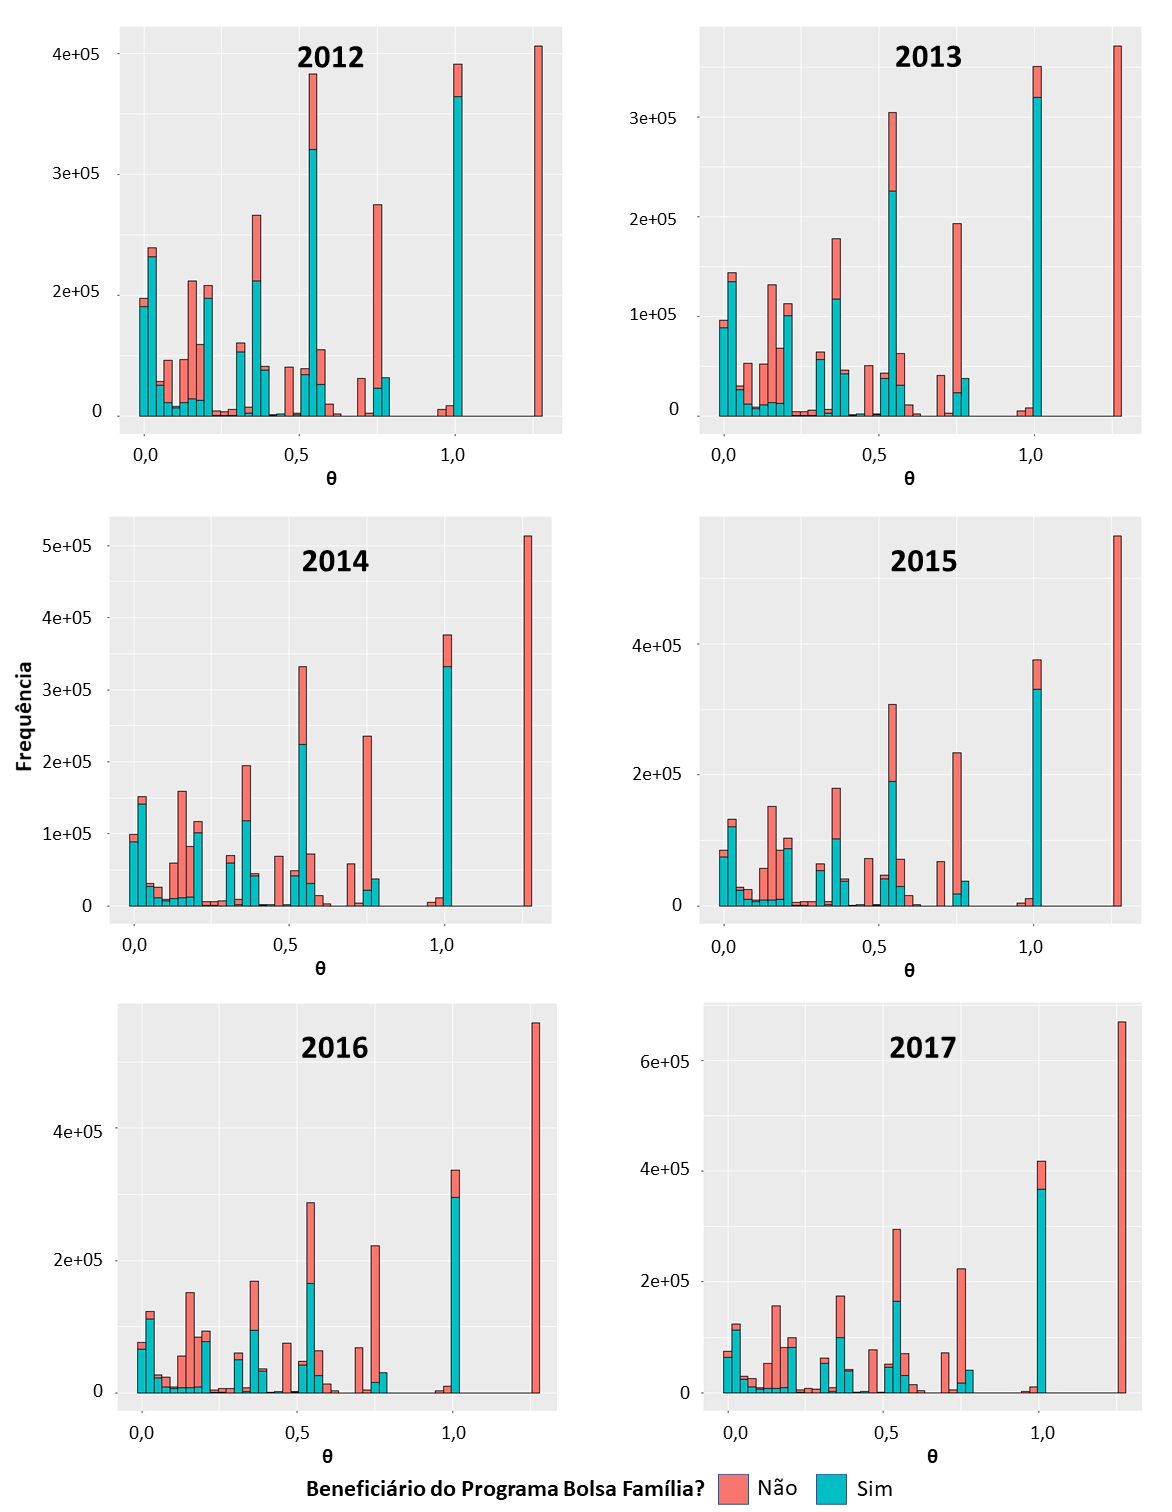 2012
4e+05
3e+05
2e+05
0
0,0
0,5
1,0
θ
2013
3e+05
2e+05
1e+05
0
0,0
0,5
1,0
θ
Frequência
2014
5e+05
4e+05
3e+05
2e+05
1e+05
0
0,0
0,5
1,0
θ
2015
4e+05
2e+05
0
0,0
0,5
1,0
θ
2016
4e+05
2e+05
0
0,0
0,5
1,0
θ
2017
6e+05
4e+05
2e+05
0
0,0
0,5
1,0
θ
Beneficiário do Programa Bolsa Família? Não Sim